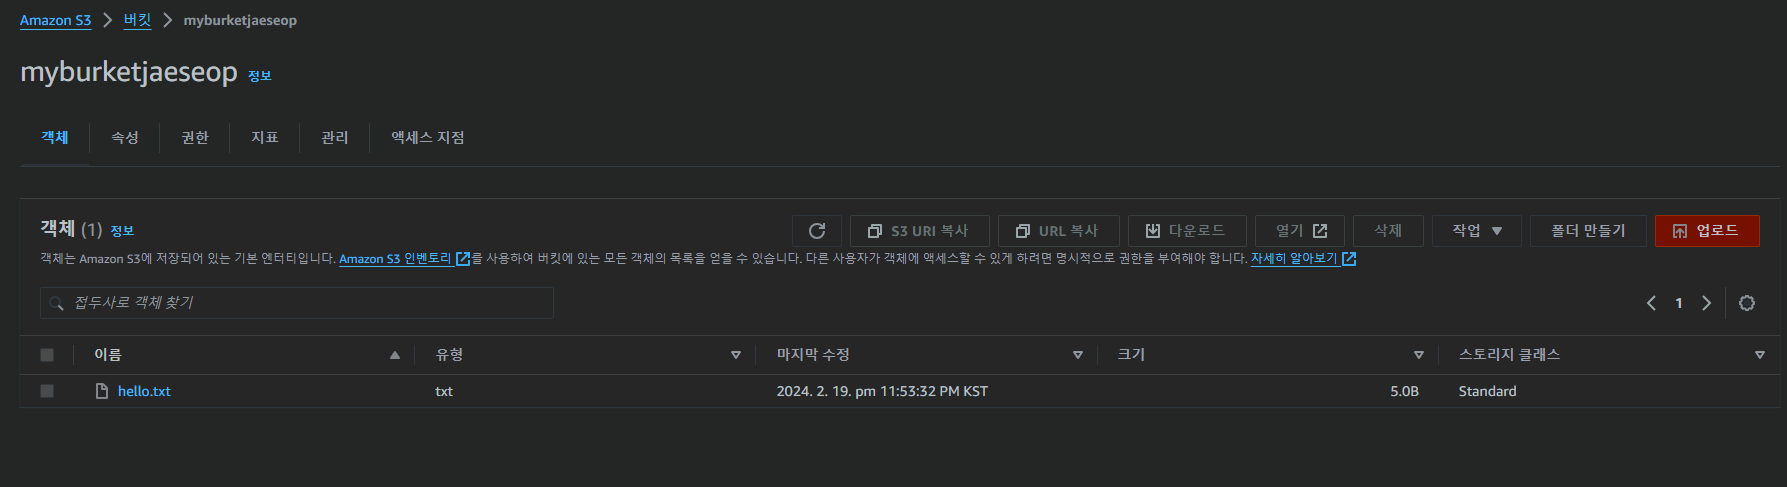 Amazon S3 > 버킷 > myburketjaeseop
myburketjaeseop 정보
객체 속성 권한 지표 관리 액세스 지점
객체 (1) 정보
S3 URI 복사 URL 복사 다운로드 열기 삭제 작업 폴더 만들기 업로드
객체는 Amazon S3에 저장되어 있는 기본 엔터티입니다. Amazon S3 인벤토리를 사용하여 버킷에 있는 모든 객체의 목록을 얻을 수 있습니다. 다른 사용자가 객체에 액세스할 수 있게 하려면 명시적으로 권한을 부여해야 합니다. 자세히 알아보기
접두사로 객체 찾기
1
이름 유형 마지막 수정 크기 스토리지 클래스
hello.txt txt 2024. 2. 19. pm 11:53:32 PM KST 5.0B Standard